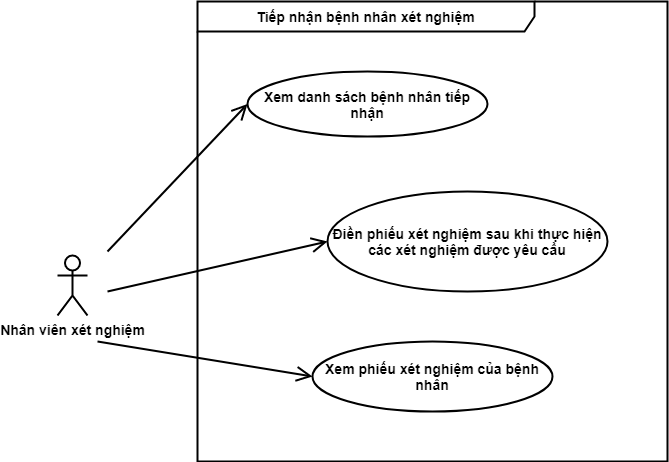 Tiếp nhận bệnh nhân xét nghiệm
Xem danh sách bệnh nhân tiếp
nhận
Điền phiếu xét nghiệm sau khi thực hiện
các xét nghiệm được yêu cầu
Nhân viên xét nghiệm
Xem phiếu xét nghiệm của bệnh
nhân